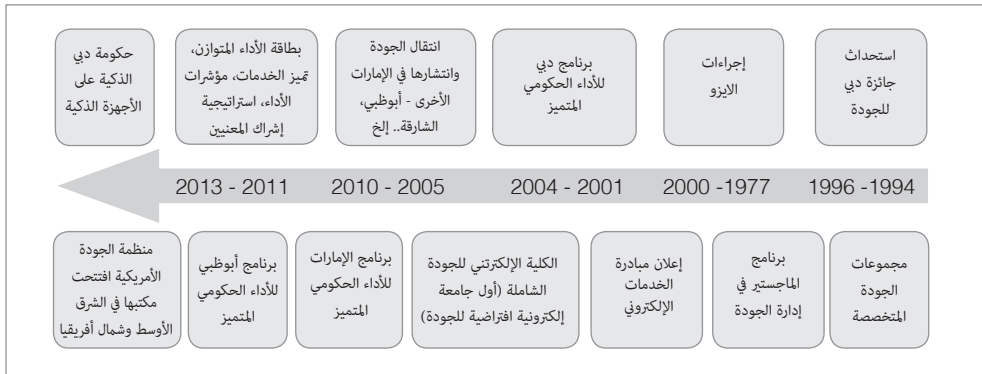 استحداث
جائزة دبي
للجودة
إجراءات
الايزو
برنامج دبي
للأداء الحكومي
المتميز
انتقال الجودة
وانتشارها في الإمارات
الأخرى - أبوظبي،
الشارقة.. إلخ
بطاقة الأداء المتوازن،
تميز الخدمات، مؤشرات
الأداء، استراتيجية
إشراك المعنيين
حكومة دبي
الذكية على
الأجهزة الذكية
1996 -1994
2000 -1977
2004 - 2001
2010 - 2005
2013 - 2011
مجموعات
الجودة
المتخصصة
برنامج
الماجستير في
إدارة الجودة
إعلان مبادرة
الخدمات
الإلكتروني
الكلية الإلكترتني للجودة
الشاملة (أول جامعة
إلكترونية افتراضية للجودة)
برنامج الإمارات
للأداء الحكومي
المتميز
برنامج أبوظبي
للأداء الحكومي
المتميز
منظمة الجودة
الأمريكية افتتحت
مكتبها في الشرق
الأوسط وشمال أفريقيا